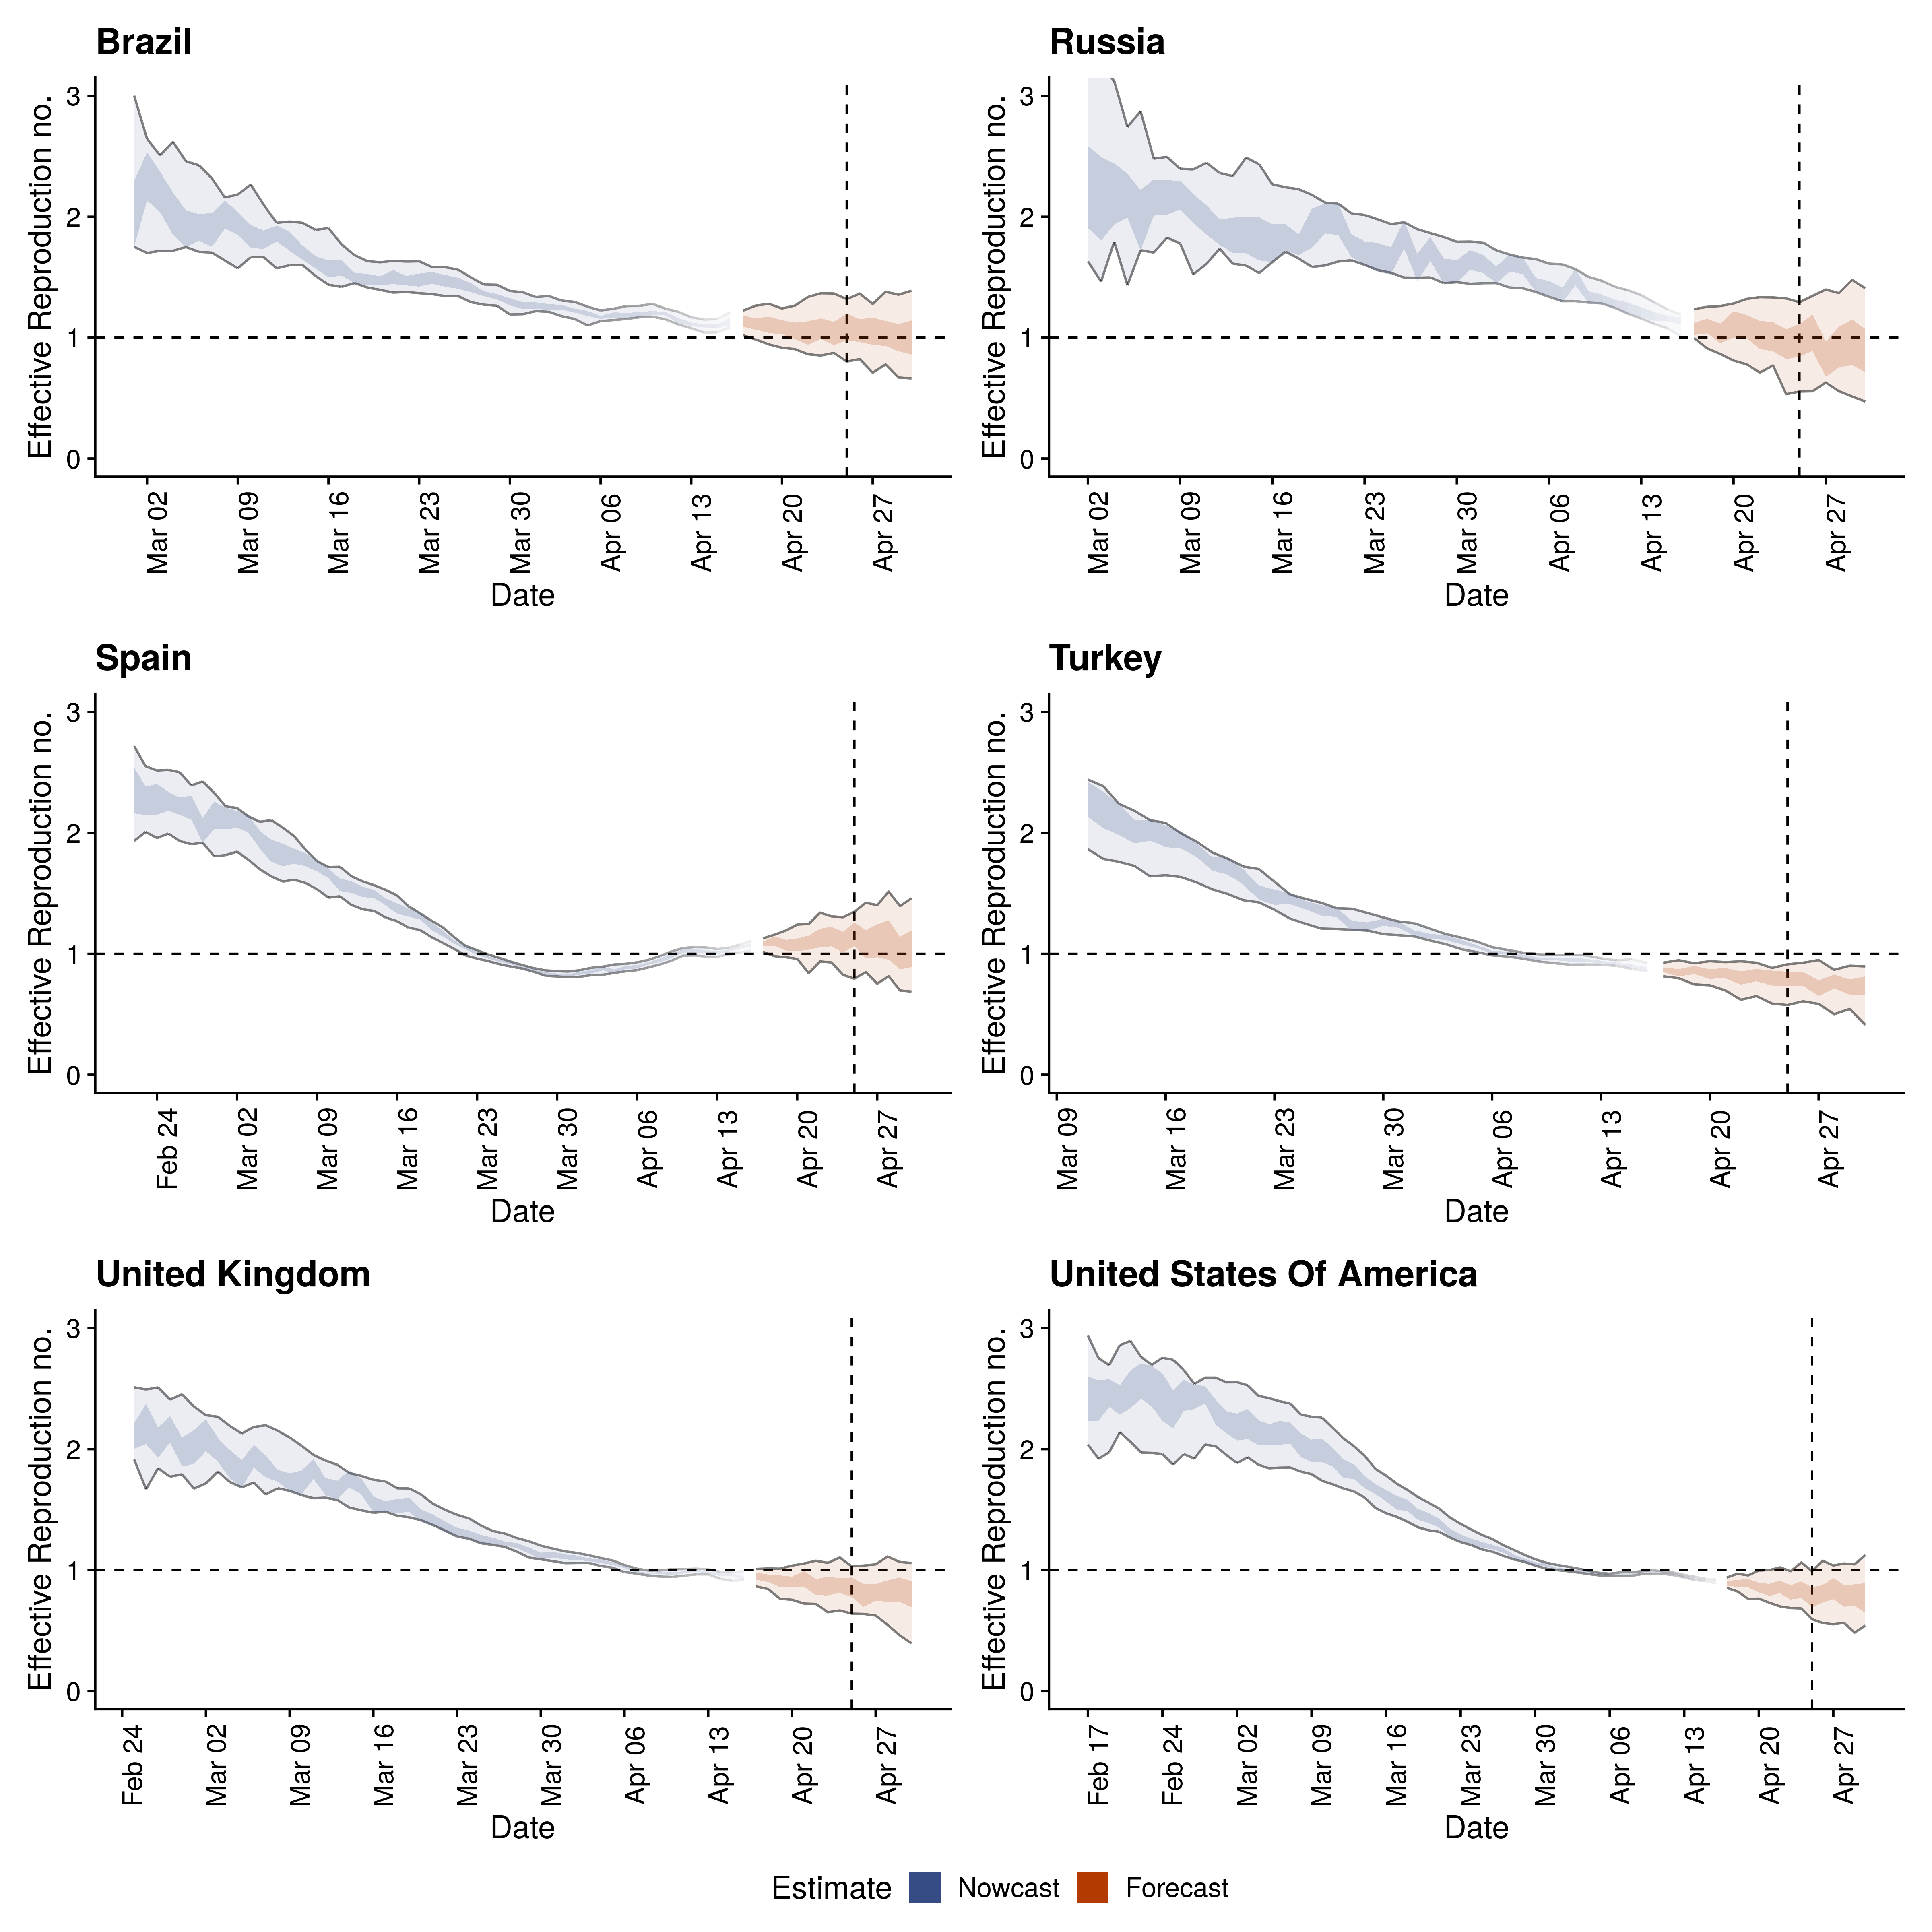 Brazil
Effective Reproduction no.
3
2
1
0
Mar 02
Mar 09
Mar 16
Mar 23
Mar 30
Apr 06
Apr 13
Apr 20
Apr 27
Date
Russia
Effective Reproduction no.
3
2
1
0
Mar 02
Mar 09
Mar 16
Mar 23
Mar 30
Apr 06
Apr 13
Apr 20
Apr 27
Date
Spain
Effective Reproduction no.
3
2
1
0
Feb 24
Mar 02
Mar 09
Mar 16
Mar 23
Mar 30
Apr 06
Apr 13
Apr 20
Apr 27
Date
Turkey
Effective Reproduction no.
3
2
1
0
Mar 09
Mar 16
Mar 23
Mar 30
Apr 06
Apr 13
Apr 20
Apr 27
Date
United Kingdom
Effective Reproduction no.
3
2
1
0
Feb 24
Mar 02
Mar 09
Mar 16
Mar 23
Mar 30
Apr 06
Apr 13
Apr 20
Apr 27
Date
United States Of America
Effective Reproduction no.
3
2
1
0
Feb 17
Feb 24
Mar 02
Mar 09
Mar 16
Mar 23
Mar 30
Apr 06
Apr 13
Apr 20
Apr 27
Date
Estimate Nowcast Forecast